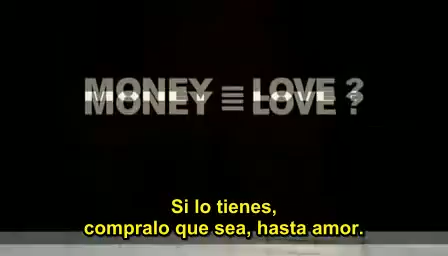 MONEY = LOVE ?
Si lo tienes,
compralo que sea, hasta amor.